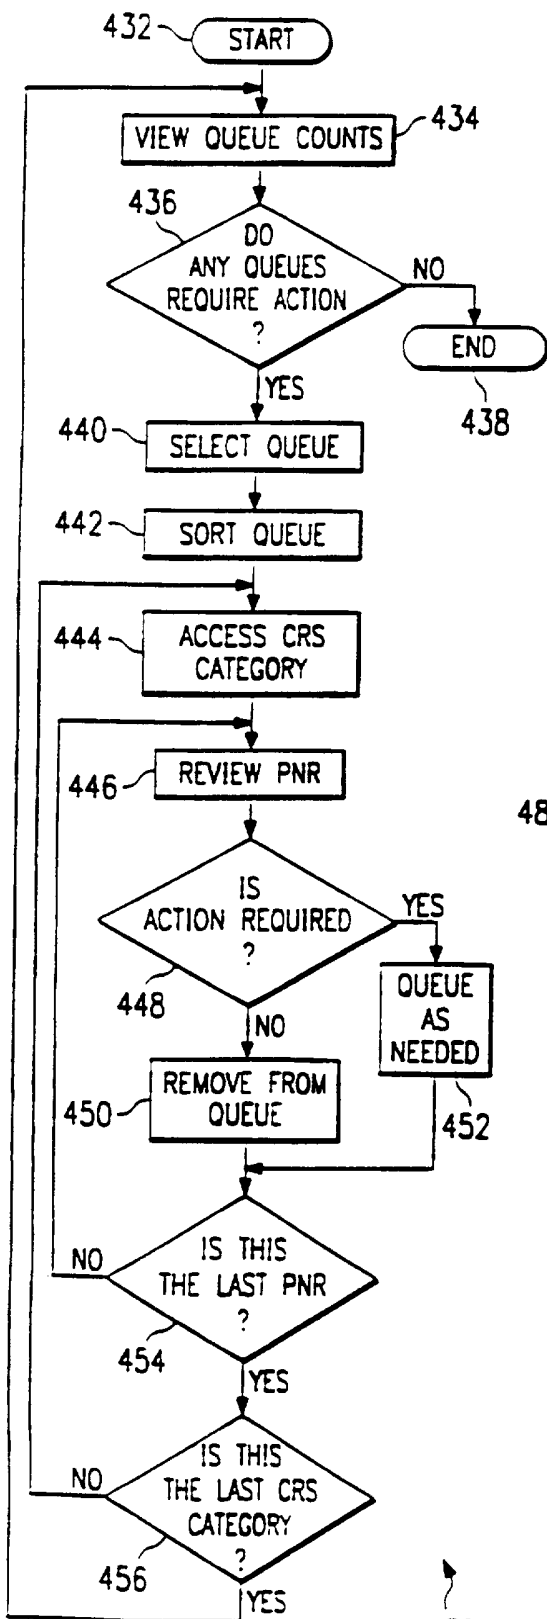 432
START
VIEW QUEUE COUNTS
434
436
DO
ANY QUEUES
REQUIRE ACTION
?
NO
END
438
YES
440
SELECT QUEUE
442
SORT QUEUE
444
ACCESS CRS
CATEGORY
446
REVIEW PNR
48
IS
ACTION REQUIRED
?
YES
448
NO
QUEUE
AS
NEEDED
452
450
REMOVE FROM
QUEUE
NO
IS THIS
THE LAST PNR
?
454
YES
NO
IS THIS
THE LAST CRS
CATEGORY
?
456
YES